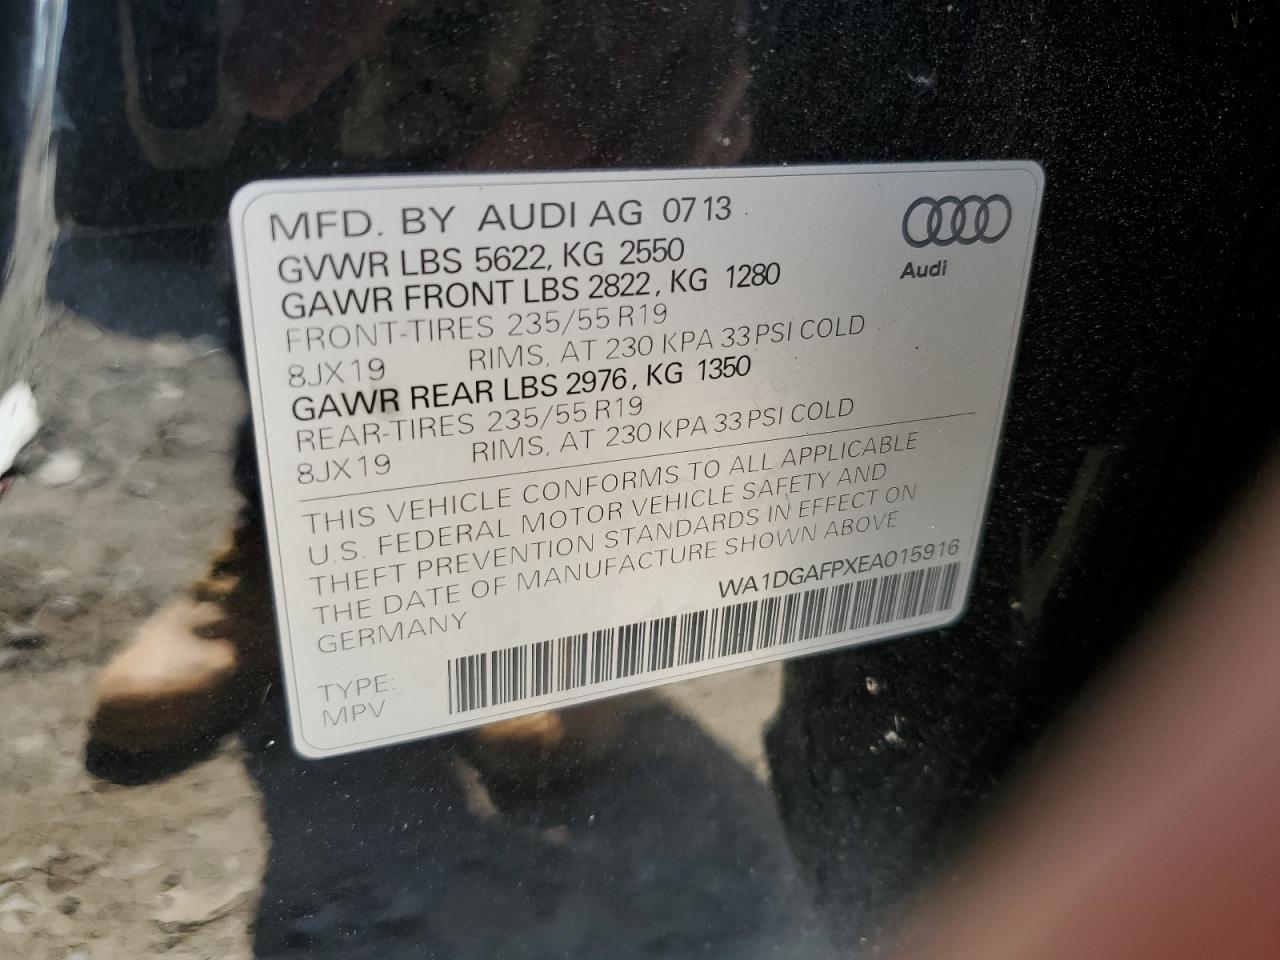 MFD. BY AUDI AG 0713
Audi
GVWR LBS 5622, KG 2550
GAWR FRONT LBS 2822, KG 1280
FRONT-TIRES 235/55 R19
8JX19 RIMS, AT 230 KPA 33 PSI COLD
GAWR REAR LBS 2976, KG 1350
REAR-TIRES 235/55 R19
8JX19 RIMS, AT 230 KPA 33 PSI COLD
THIS VEHICLE CONFORMS TO ALL APPLICABLE
U.S. FEDERAL MOTOR VEHICLE SAFETY AND
THEFT PREVENTION STANDARDS IN EFFECT ON
THE DATE OF MANUFACTURE SHOWN ABOVE
GERMANY
WA1DGAFPXEA015916
TYPE:
MPV